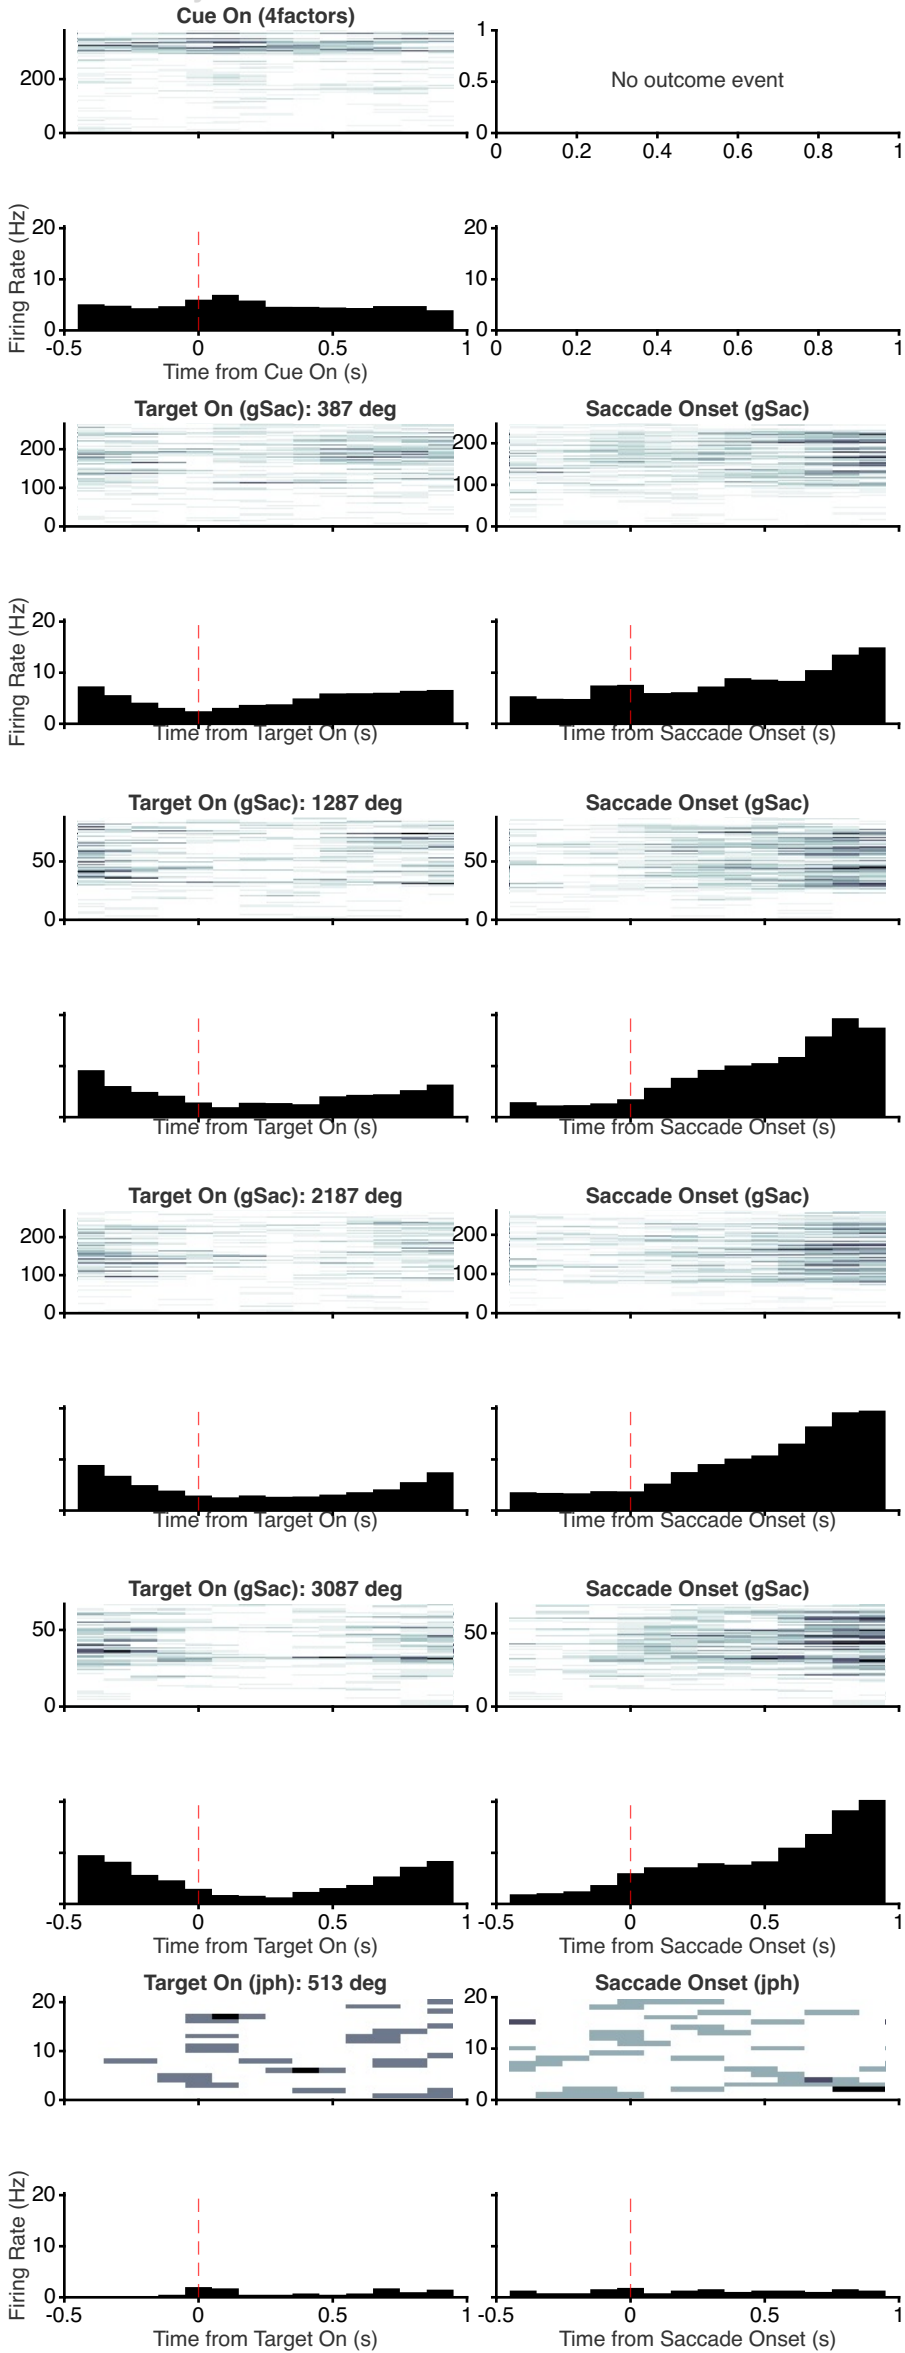 Cue On (4factors)
200
0
1
0.5
0
No outcome event
0 0.2 0.4 0.6 0.8 1
Firing Rate (Hz)
20
10
0
-0.5 0 0.5 1
Time from Cue On (s)
20
10
0
0 0.2 0.4 0.6 0.8 1
Target On (gSac): 387 deg
200
100
0
Saccade Onset (gSac)
200
100
0
Firing Rate (Hz)
20
10
0
Time from Target On (s)
Time from Saccade Onset (s)
Target On (gSac): 1287 deg
50
0
Saccade Onset (gSac)
50
0
Time from Target On (s)
Time from Saccade Onset (s)
Target On (gSac): 2187 deg
200
100
0
Saccade Onset (gSac)
200
100
0
Time from Target On (s)
Time from Saccade Onset (s)
Target On (gSac): 3087 deg
50
0
Saccade Onset (gSac)
50
0
-0.5 0 0.5 1
Time from Target On (s)
-0.5 0 0.5 1
Time from Saccade Onset (s)
Target On (jph): 513 deg
20
10
0
Saccade Onset (jph)
20
10
0
Firing Rate (Hz)
20
10
0
-0.5 0 0.5 1
Time from Target On (s)
-0.5 0 0.5 1
Time from Saccade Onset (s)